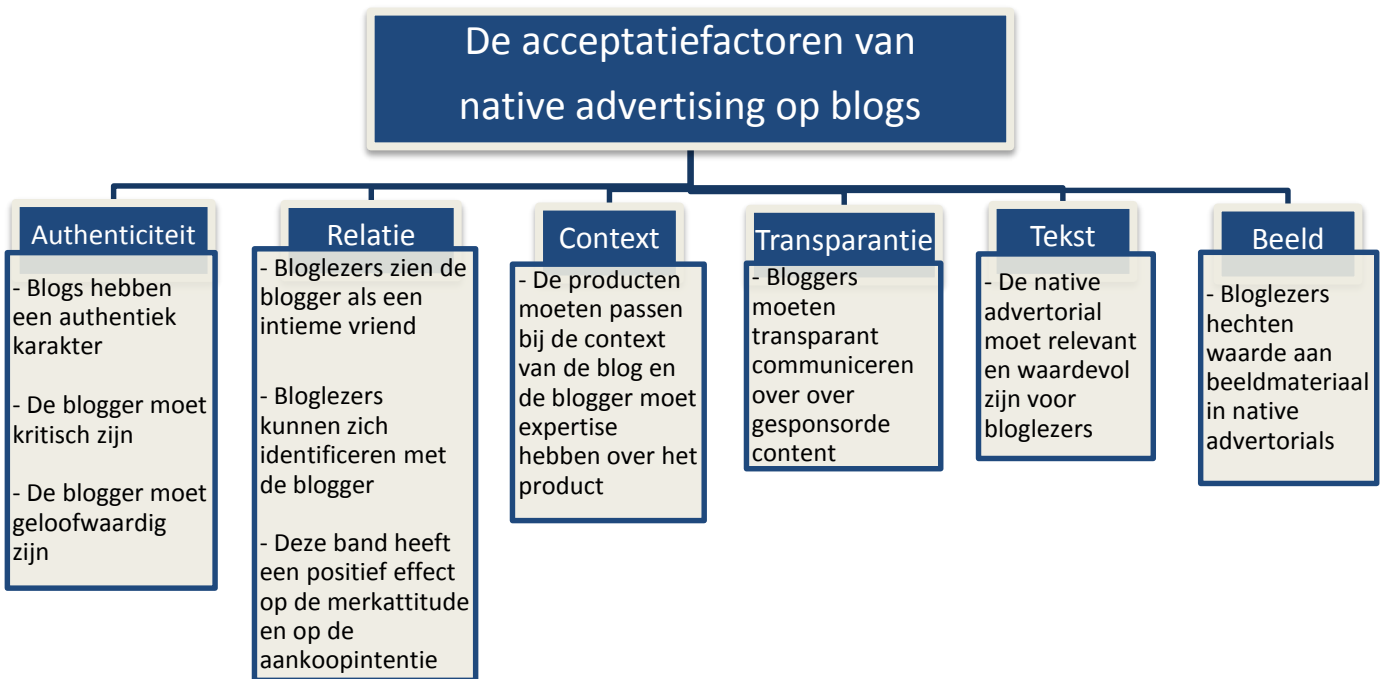 De acceptatiefactoren van
native advertising op blogs
Authenticiteit
- Blogs hebben
een authentiek
karakter
- De blogger moet
kritisch zijn
- De blogger moet
geloofwaardig
zijn
Relatie
- Bloglezers zien de
blogger als een
intieme vriend
- Bloglezers
kunnen zich
identificeren met
de blogger
- Deze band heeft
een positief effect
op de merkattitude
en op de
aankoopintentie
Context
- De producten
moeten passen
bij de context
van de blog en
de blogger moet
expertise
hebben over het
product
Transparantie
- Bloggers
moeten
transparant
communiceren
over over
gesponsorde
content
Tekst
- De native
advertorial
moet relevant
en waardevol
zijn voor
bloglezers
Beeld
- Bloglezers
hechten
waarde aan
beeldmateriaal
in native
advertorials